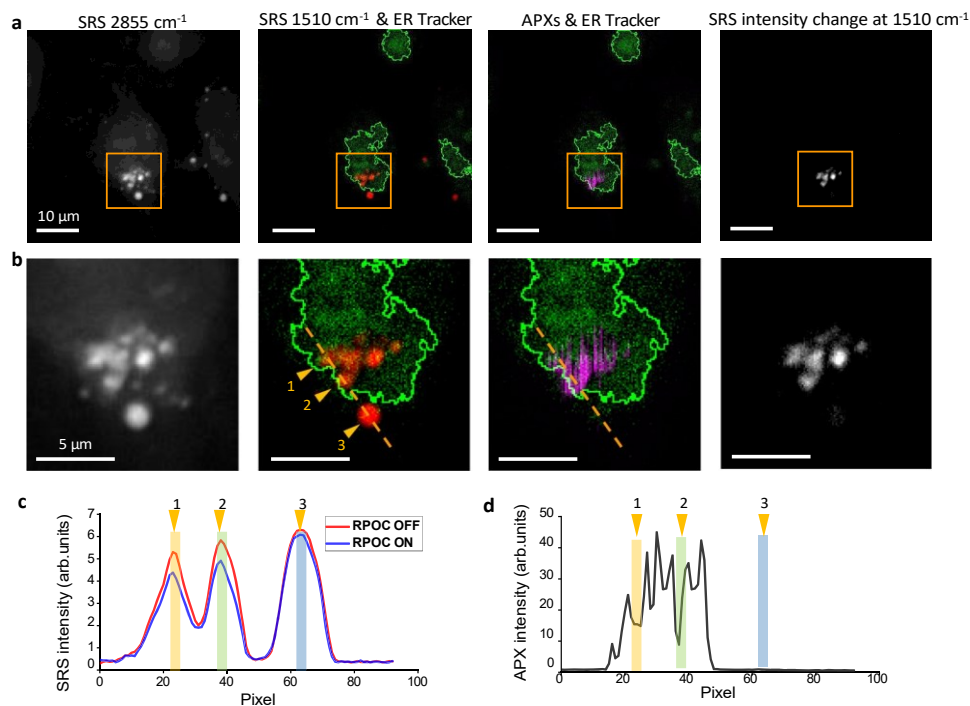 a
SRS 2855 cm⁻¹
SRS 1510 cm⁻¹ & ER Tracker
APXs & ER Tracker
SRS intensity change at 1510 cm⁻¹
10 μm
b
1
2
3
5 μm
c
1 2 3
SRS intensity (arb.units)
7
6
5
4
3
2
1
0
RPOC OFF
RPOC ON
0 20 40 60 80 100
Pixel
d
1 2 3
APX intensity (arb.units)
50
40
30
20
10
0
0 20 40 60 80 100
Pixel